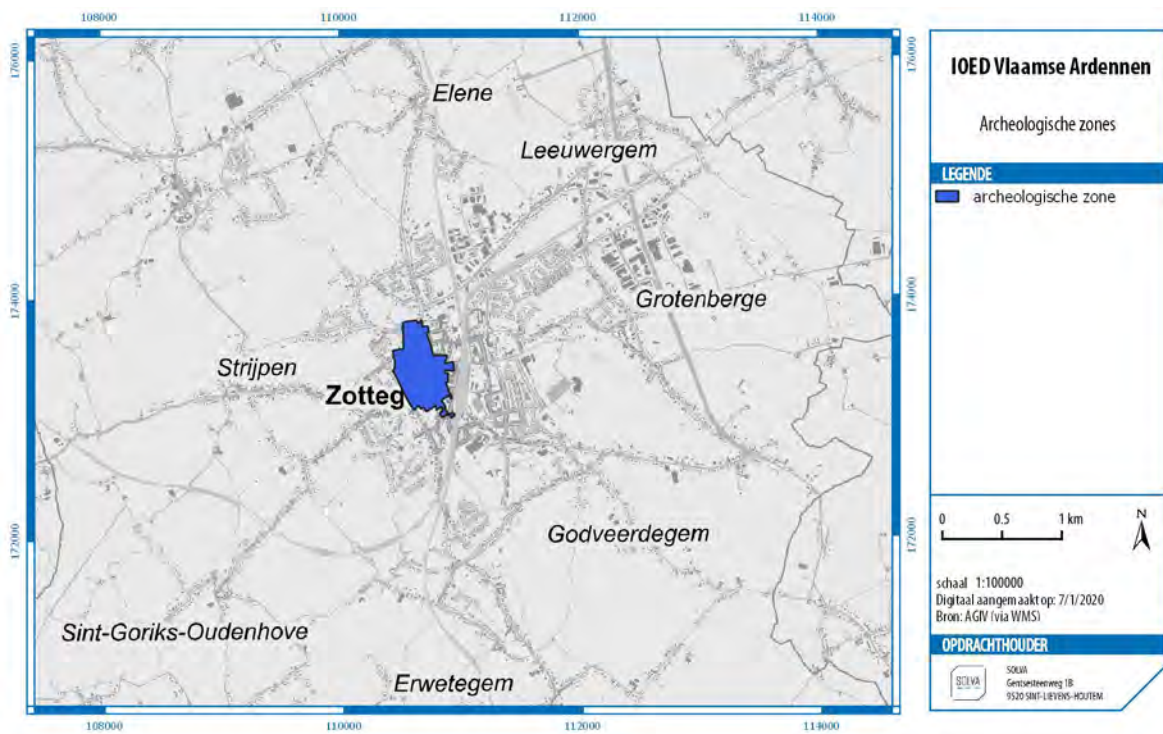 108000
110000
112000
114000
176000
176000
Elene
Leeuwergem
174000
174000
Grotenberge
Strijpen
Zotteg
172000
172000
Godveerdegem
Sint-Goriks-Oudenhove
Erwetegem
108000
110000
112000
114000
IOED Vlaamse Ardennen
Archeologische zones
LEGENDE
archeologische zone
0 0.5 1 km
N
schaal 1:100000
Digitaal aangemaakt op: 7/1/2020
Bron: AGIV (via WMS)
OPDRACHTHOUDER
SOLVA
SOLVA
Gentsesteenweg 1B
9520 SINT-LIEVENS-HOUTEM